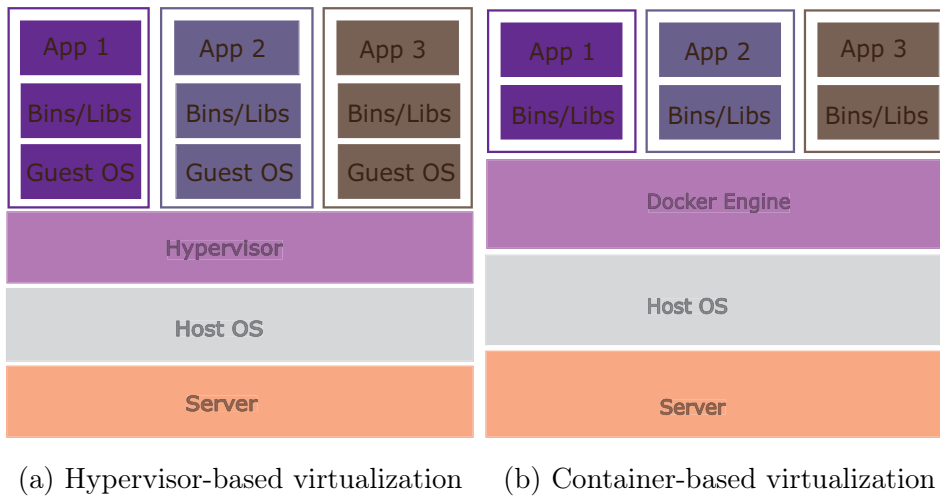 App 1
App 2
App 3
Bins/Libs
Bins/Libs
Bins/Libs
Guest OS
Guest OS
Guest OS
Hypervisor
Host OS
Server
(a) Hypervisor-based virtualization
App 1
App 2
App 3
Bins/Libs
Bins/Libs
Bins/Libs
Docker Engine
Host OS
Server
(b) Container-based virtualization